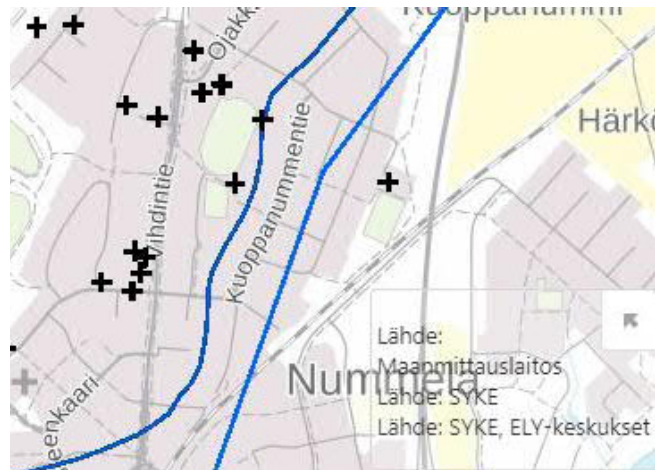 Kuoppanummi
Ojakk
Härkö
Vihdintie
Kuoppanummentie
Nummela
eenkaari
Lähde:
Maanmittauslaitos
Lähde: SYKE
Lähde: SYKE, ELY-keskukset